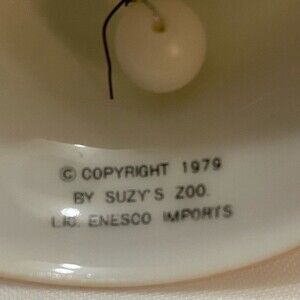 © COPYRIGHT 1979
BY SUZY'S ZOO.
LIC. ENESCO IMPORTS